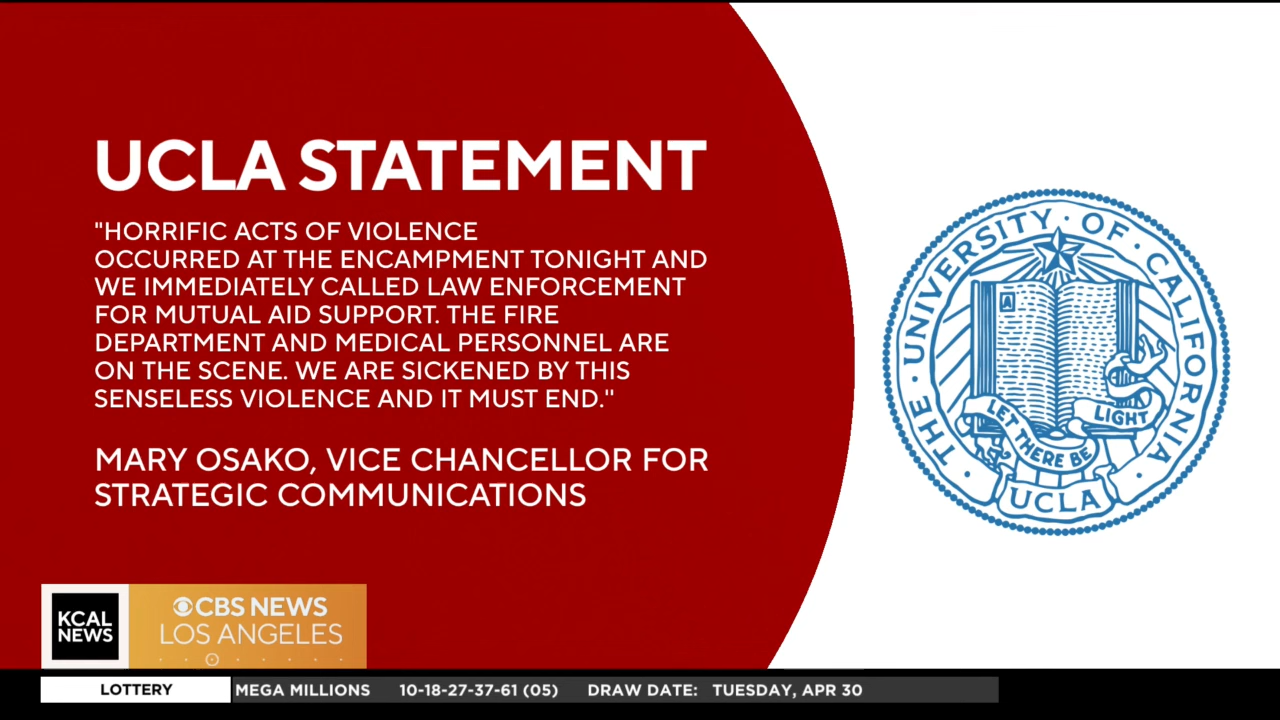 UCLA STATEMENT
"HORRIFIC ACTS OF VIOLENCE
OCCURRED AT THE ENCAMPMENT TONIGHT AND
WE IMMEDIATELY CALLED LAW ENFORCEMENT
FOR MUTUAL AID SUPPORT. THE FIRE
DEPARTMENT AND MEDICAL PERSONNEL ARE
ON THE SCENE. WE ARE SICKENED BY THIS
SENSELESS VIOLENCE AND IT MUST END."
MARY OSAKO, VICE CHANCELLOR FOR
STRATEGIC COMMUNICATIONS
· THE · UNIVERSITY · OF · CALIFORNIA ·
A
LET THERE BE
LIGHT
UCLA
KCAL
NEWS
CBS NEWS
LOS ANGELES
LOTTERY
MEGA MILLIONS 10-18-27-37-61 (05) DRAW DATE: TUESDAY, APR 30